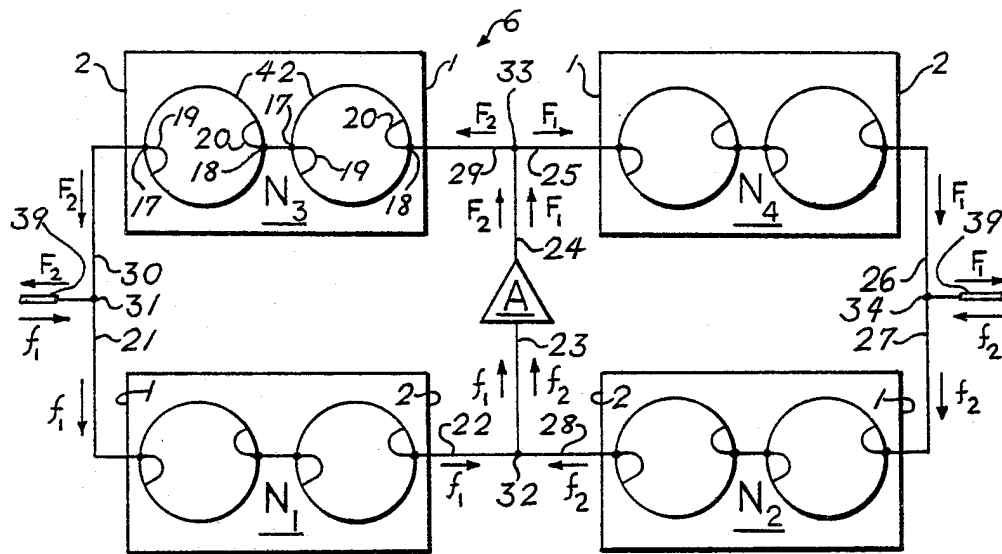 6
2 42 1 33 1 2
19 20 17 20 F₂ F₁
17 18 19 18 29 25
N₃ N₄
F₂ F₂ F₁ F₁
39 24 39
F₂ 30 26 F₁
31 A 34
f₁ 21 23 27 f₂
f₁ 1 2 f₁ f₂ 2 1 f₂
22 28
f₁ f₂
N₁ 32 N₂